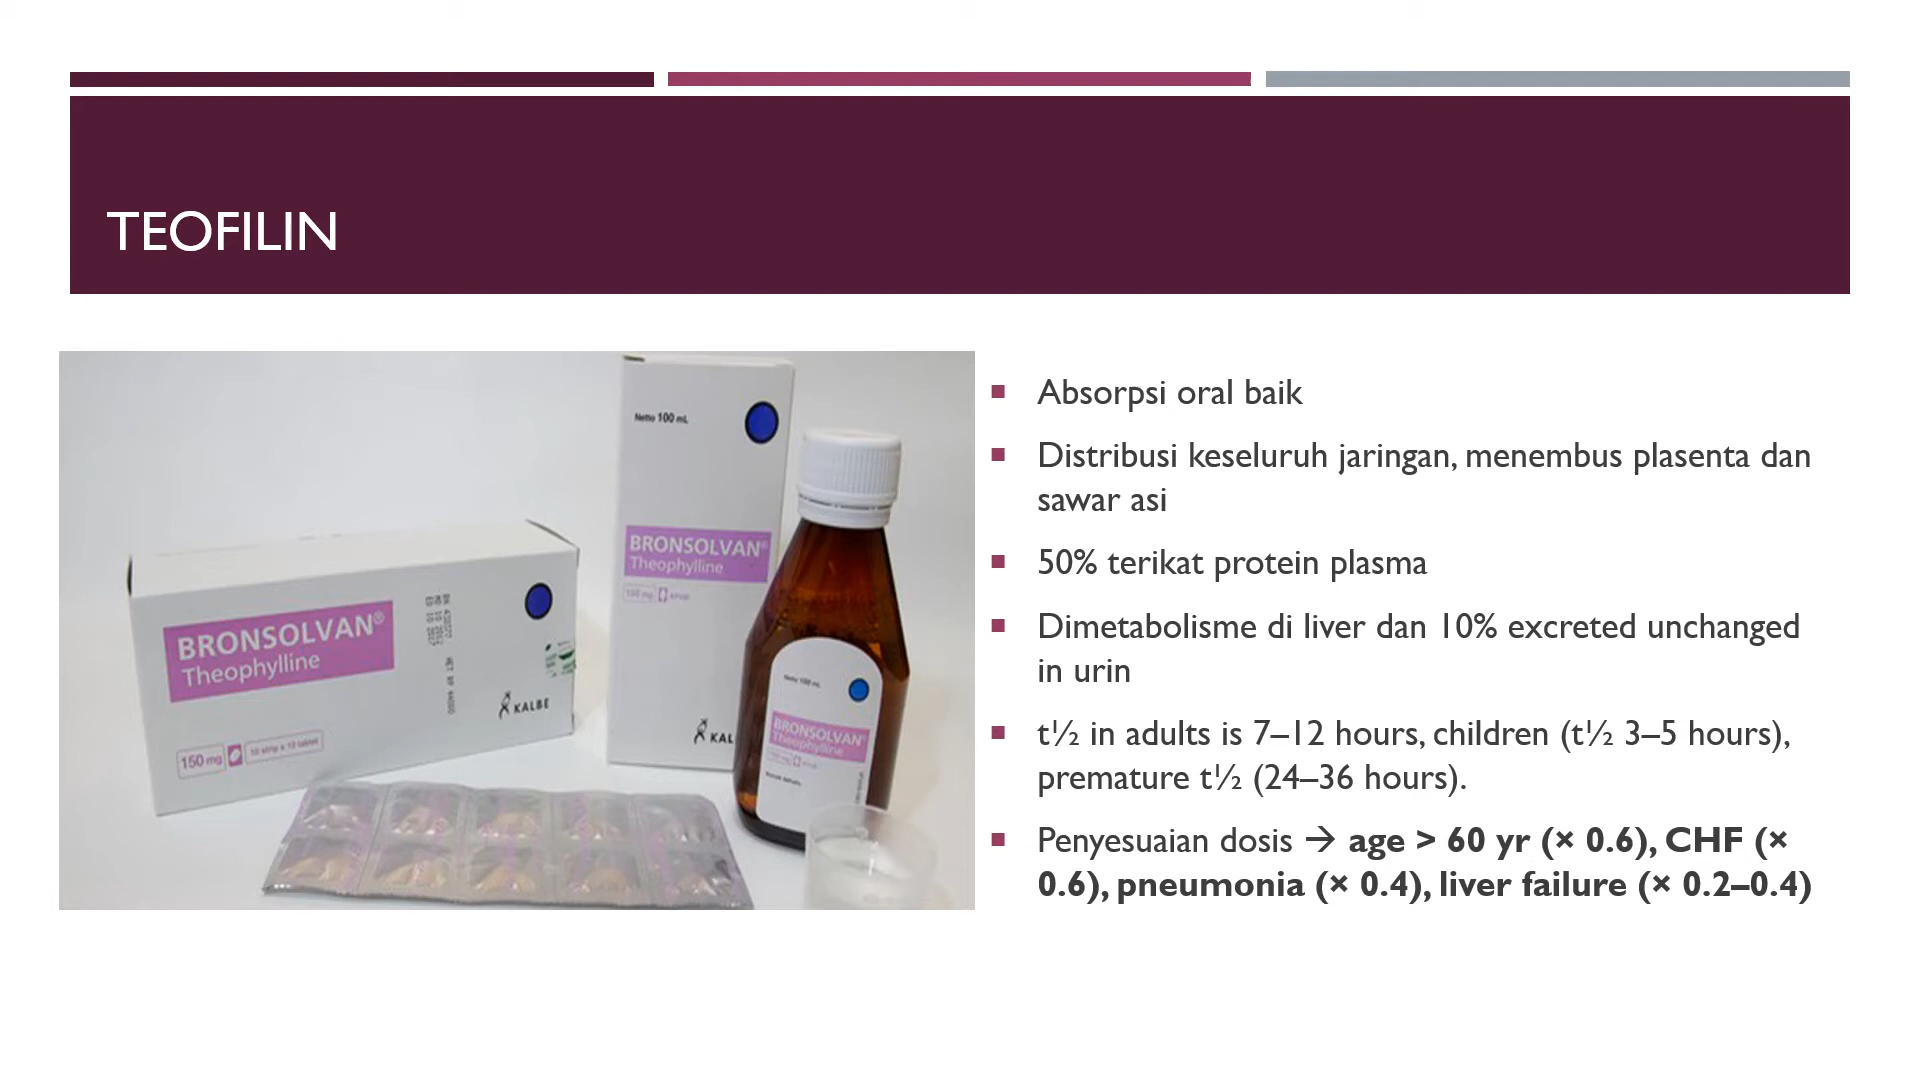 TEOFILIN
Netto 100 mL
BRONSOLVAN®
Theophylline
BRONSOLVAN®
Theophylline
KALBE
150 mg
10 strip x 10 tablet
KAL
Netto 100 mL
BRONSOLVAN®
Theophylline
Absorpsi oral baik
Distribusi keseluruh jaringan, menembus plasenta dan
sawar asi
50% terikat protein plasma
Dimetabolisme di liver dan 10% excreted unchanged
in urin
t½ in adults is 7–12 hours, children (t½ 3–5 hours),
premature t½ (24–36 hours).
Penyesuaian dosis → age > 60 yr (× 0.6), CHF (×
0.6), pneumonia (× 0.4), liver failure (× 0.2–0.4)